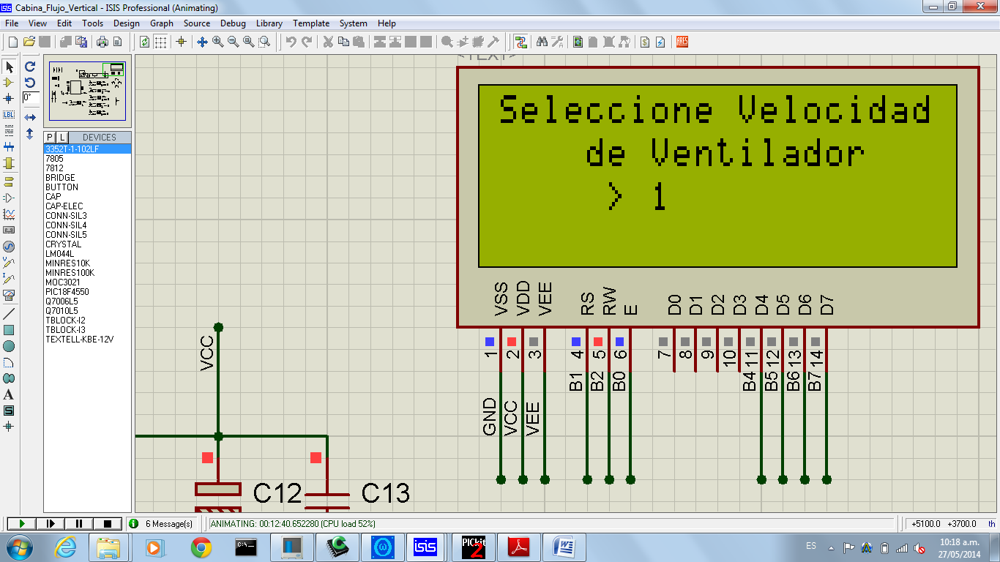 Cabina_Flujo_Vertical - ISIS Professional (Animating)
File View Edit Tools Design Graph Source Debug Library Template System Help
ARES
LBL
0°
P L DEVICES
3352T-1-102LF
7805
7812
BRIDGE
BUTTON
CAP
CAP-ELEC
CONN-SIL3
CONN-SIL4
CONN-SIL5
CRYSTAL
LM044L
MINRES10K
MINRES100K
MOC3021
PIC18F4550
Q7006L5
Q7010L5
TBLOCK-I2
TBLOCK-I3
TEXTELL-KBE-12V
A
S
<TEXT>
Seleccione Velocidad
de Ventilador
> 1
VSS VDD VEE RS RW E D0 D1 D2 D3 D4 D5 D6 D7
1 2 3 4 5 6 7 8 9 10 11 12 13 14
B1 B2 B0 B4 B5 B6 B7
GND VCC VEE
VCC
C12 C13
6 Message(s)
ANIMATING: 00:12:40.652280 (CPU load 52%)
+5100.0 +3700.0 th
C:\_
isis
PICkit
2
W
ES
10:18 a.m.
27/05/2014